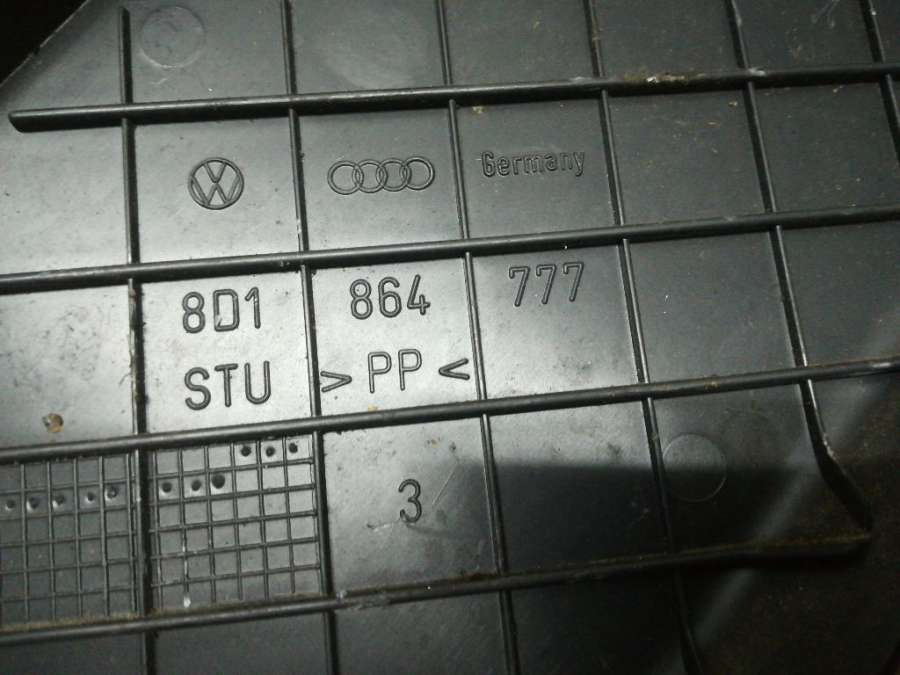 Germany
8D1 864 777
STU > PP <
3